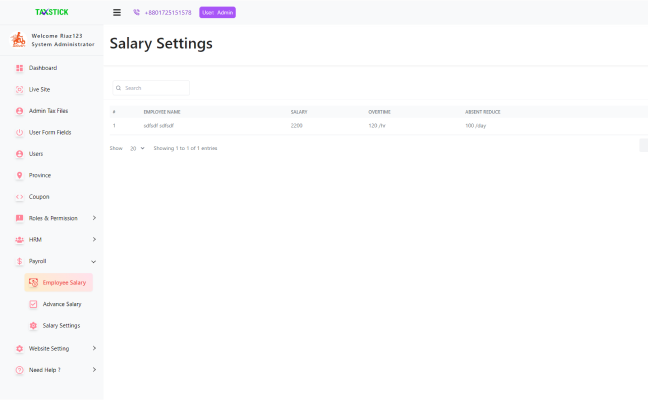 TAXSTICK
+8801725151578
User: Admin
Welcome Riaz123
System Administrator
Dashboard
Live Site
Admin Tax Files
User Form Fields
Users
Province
Coupon
Roles & Permission
HRM
Payroll
Employee Salary
Advance Salary
Salary Settings
Website Setting
Need Help ?
Salary Settings
Search
# EMPLOYEE NAME SALARY OVERTIME ABSENT REDUCE
1 sdfsdf sdfsdf 2200 120 /hr 100 /day
Show 20 Showing 1 to 1 of 1 entries